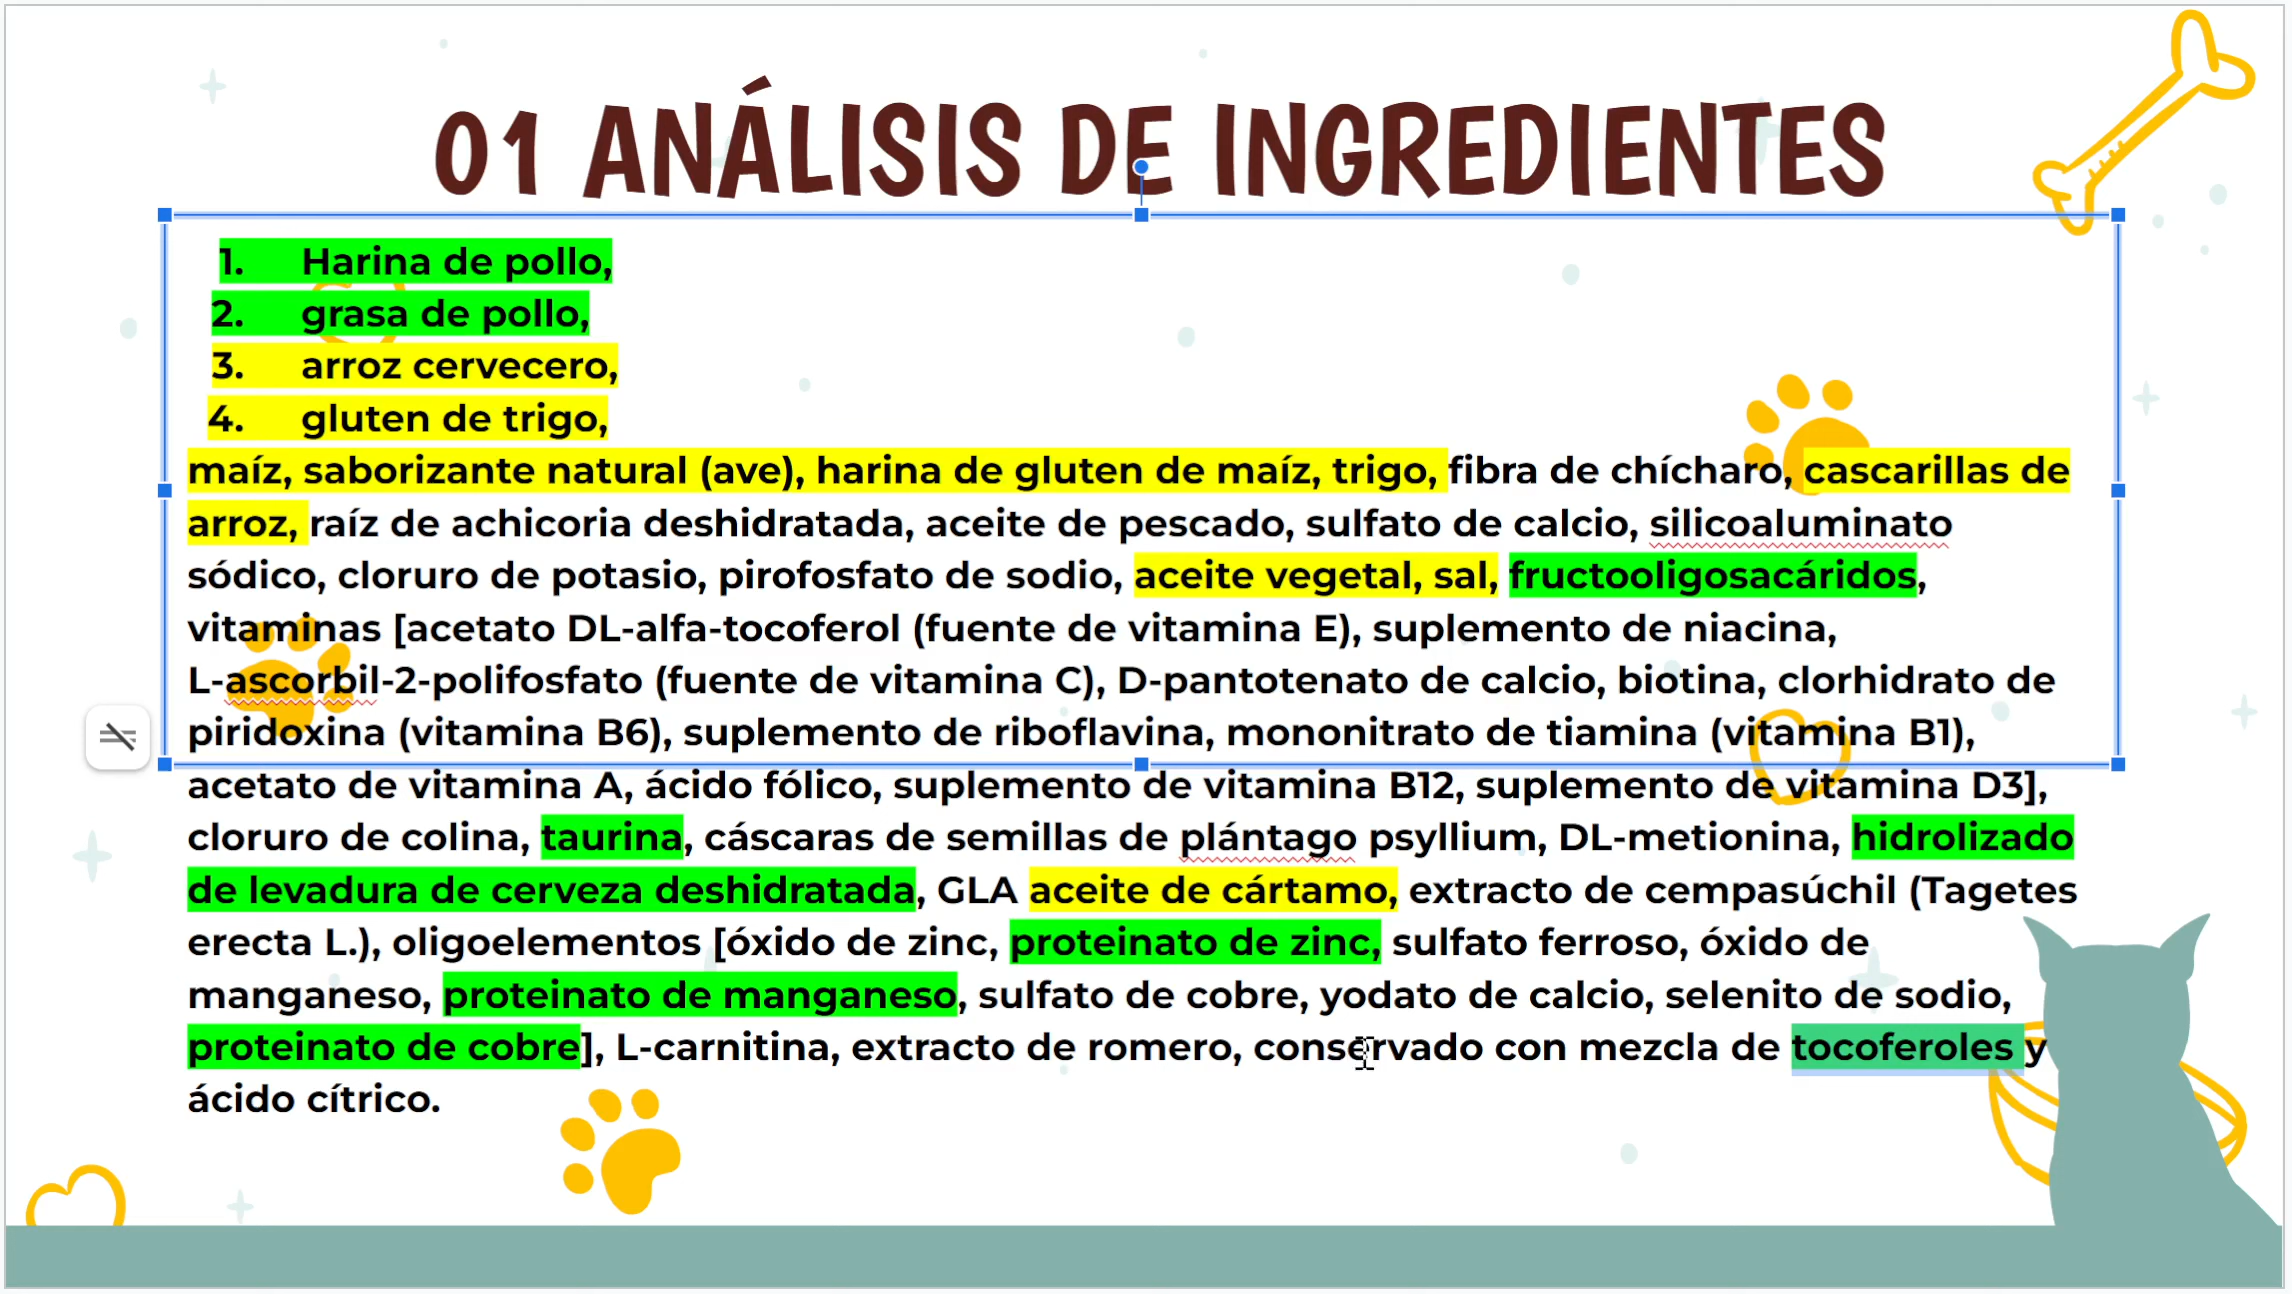 01 ANÁLISIS DE INGREDIENTES
1. Harina de pollo,
2. grasa de pollo,
3. arroz cervecero,
4. gluten de trigo,
maíz, saborizante natural (ave), harina de gluten de maíz, trigo, fibra de chícharo, cascarillas de
arroz, raíz de achicoria deshidratada, aceite de pescado, sulfato de calcio, silicoaluminato
sódico, cloruro de potasio, pirofosfato de sodio, aceite vegetal, sal, fructooligosacáridos,
vitaminas [acetato DL-alfa-tocoferol (fuente de vitamina E), suplemento de niacina,
L-ascorbil-2-polifosfato (fuente de vitamina C), D-pantotenato de calcio, biotina, clorhidrato de
piridoxina (vitamina B6), suplemento de riboflavina, mononitrato de tiamina (vitamina B1),
acetato de vitamina A, ácido fólico, suplemento de vitamina B12, suplemento de vitamina D3],
cloruro de colina, taurina, cáscaras de semillas de plántago psyllium, DL-metionina, hidrolizado
de levadura de cerveza deshidratada, GLA aceite de cártamo, extracto de cempasúchil (Tagetes
erecta L.), oligoelementos [óxido de zinc, proteinato de zinc, sulfato ferroso, óxido de
manganeso, proteinato de manganeso, sulfato de cobre, yodato de calcio, selenito de sodio,
proteinato de cobre], L-carnitina, extracto de romero, conservado con mezcla de tocoferoles y
ácido cítrico.